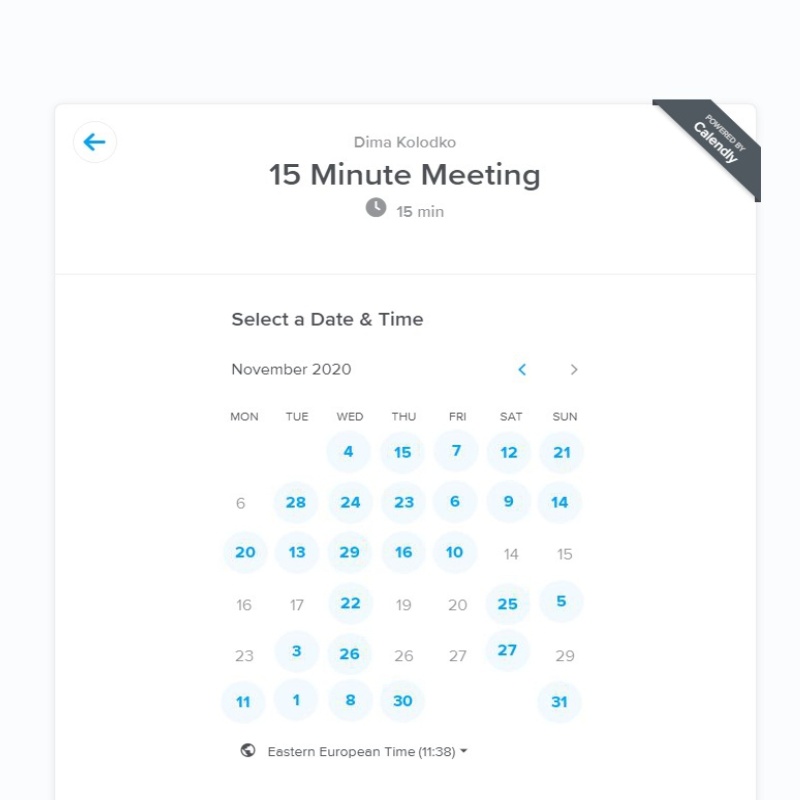 POWERED BY
Calendly
Dima Kolodko
15 Minute Meeting
15 min
Select a Date & Time
November 2020
MON TUE WED THU FRI SAT SUN
4 15 7 12 21
6 28 24 23 6 9 14
20 13 29 16 10 14 15
16 17 22 19 20 25 5
23 3 26 26 27 27 29
11 1 8 30 31
Eastern European Time (11:38)